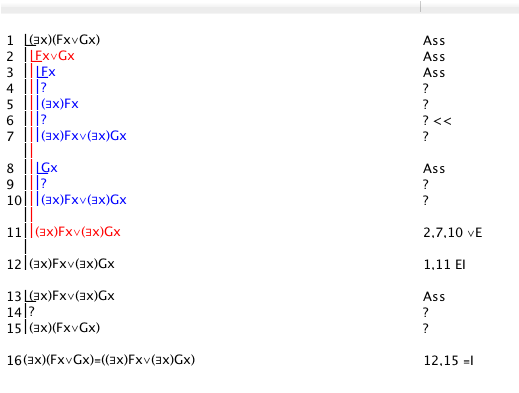 1 (∃x)(Fx∨Gx) Ass
2 Fx∨Gx Ass
3 Fx Ass
4 ? ?
5 (∃x)Fx ?
6 ? ? <<
7 (∃x)Fx∨(∃x)Gx ?
8 Gx Ass
9 ? ?
10 (∃x)Fx∨(∃x)Gx ?
11 (∃x)Fx∨(∃x)Gx 2,7,10 ∨E
12 (∃x)Fx∨(∃x)Gx 1,11 EI
13 (∃x)Fx∨(∃x)Gx Ass
14 ? ?
15 (∃x)(Fx∨Gx) ?
16 (∃x)(Fx∨Gx)≡((∃x)Fx∨(∃x)Gx) 12,15 ≡I